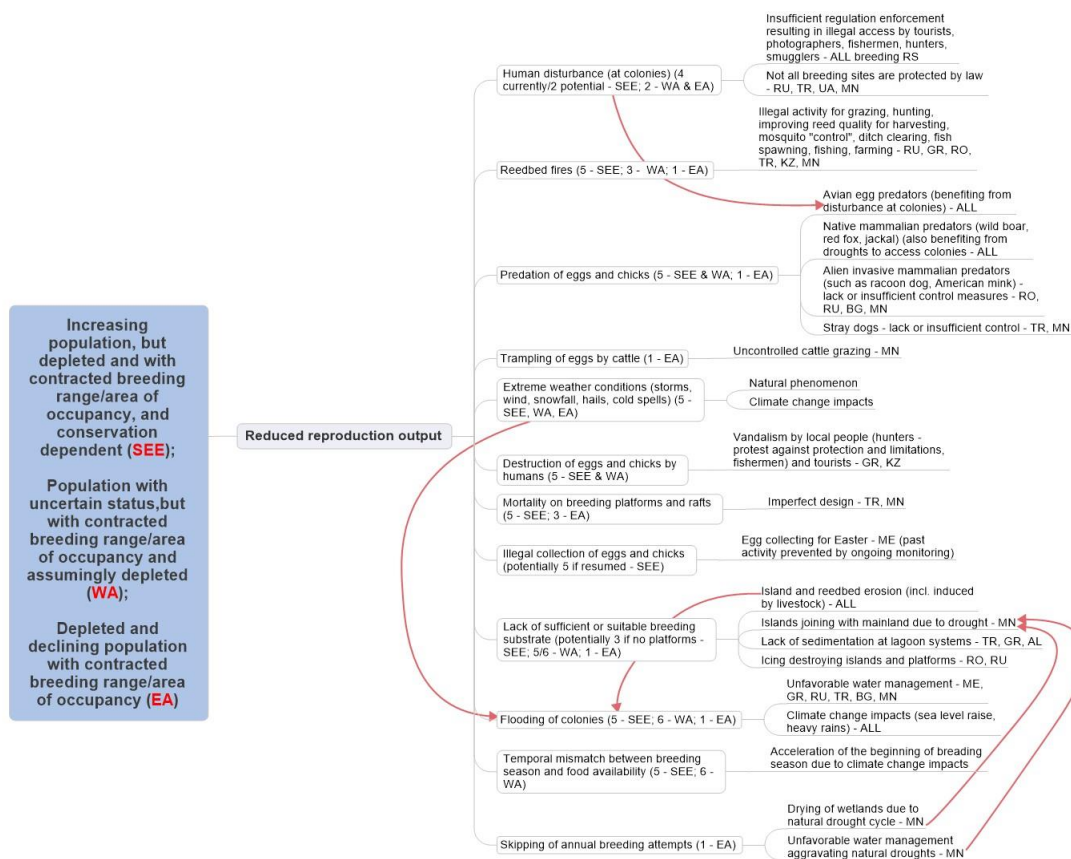 Increasing
population, but
depleted and with
contracted breeding
range/area of
occupancy, and
conservation
dependent (SEE);
Population with
uncertain status,but
with contracted
breeding range/area
of occupancy and
assumingly depleted
(WA);
Depleted and
declining population
with contracted
breeding range/area
of occupancy (EA)
Reduced reproduction output
Human disturbance (at colonies) (4
currently/2 potential - SEE; 2 - WA & EA)
Insufficient regulation enforcement
resulting in illegal access by tourists,
photographers, fishermen, hunters,
smugglers - ALL breeding RS
Not all breeding sites are protected by law
- RU, TR, UA, MN
Reedbed fires (5 - SEE; 3 - WA; 1 - EA)
Illegal activity for grazing, hunting,
improving reed quality for harvesting,
mosquito "control", ditch clearing, fish
spawning, fishing, farming - RU, GR, RO,
TR, KZ, MN
Predation of eggs and chicks (5 - SEE & WA; 1 - EA)
Avian egg predators (benefiting from
disturbance at colonies) - ALL
Native mammalian predators (wild boar,
red fox, jackal) (also benefiting from
droughts to access colonies - ALL
Alien invasive mammalian predators
(such as racoon dog, American mink) -
lack or insufficient control measures - RO,
RU, BG, MN
Stray dogs - lack or insufficient control - TR, MN
Trampling of eggs by cattle (1 - EA)
Uncontrolled cattle grazing - MN
Extreme weather conditions (storms,
wind, snowfall, hails, cold spells) (5 -
SEE, WA, EA)
Natural phenomenon
Climate change impacts
Destruction of eggs and chicks by
humans (5 - SEE & WA)
Vandalism by local people (hunters -
protest against protection and limitations,
fishermen) and tourists - GR, KZ
Mortality on breeding platforms and rafts
(5 - SEE; 3 - EA)
Imperfect design - TR, MN
Illegal collection of eggs and chicks
(potentially 5 if resumed - SEE)
Egg collecting for Easter - ME (past
activity prevented by ongoing monitoring)
Lack of sufficient or suitable breeding
substrate (potentially 3 if no platforms -
SEE; 5/6 - WA; 1 - EA)
Island and reedbed erosion (incl. induced
by livestock) - ALL
Islands joining with mainland due to drought - MN
Lack of sedimentation at lagoon systems - TR, GR, AL
Icing destroying islands and platforms - RO, RU
Flooding of colonies (5 - SEE; 6 - WA; 1 - EA)
Unfavorable water management - ME,
GR, RU, TR, BG, MN
Climate change impacts (sea level raise,
heavy rains) - ALL
Temporal mismatch between breeding
season and food availability (5 - SEE; 6 -
WA)
Acceleration of the beginning of breading
season due to climate change impacts
Skipping of annual breeding attempts (1 - EA)
Drying of wetlands due to
natural drought cycle - MN
Unfavorable water management
aggravating natural droughts - MN